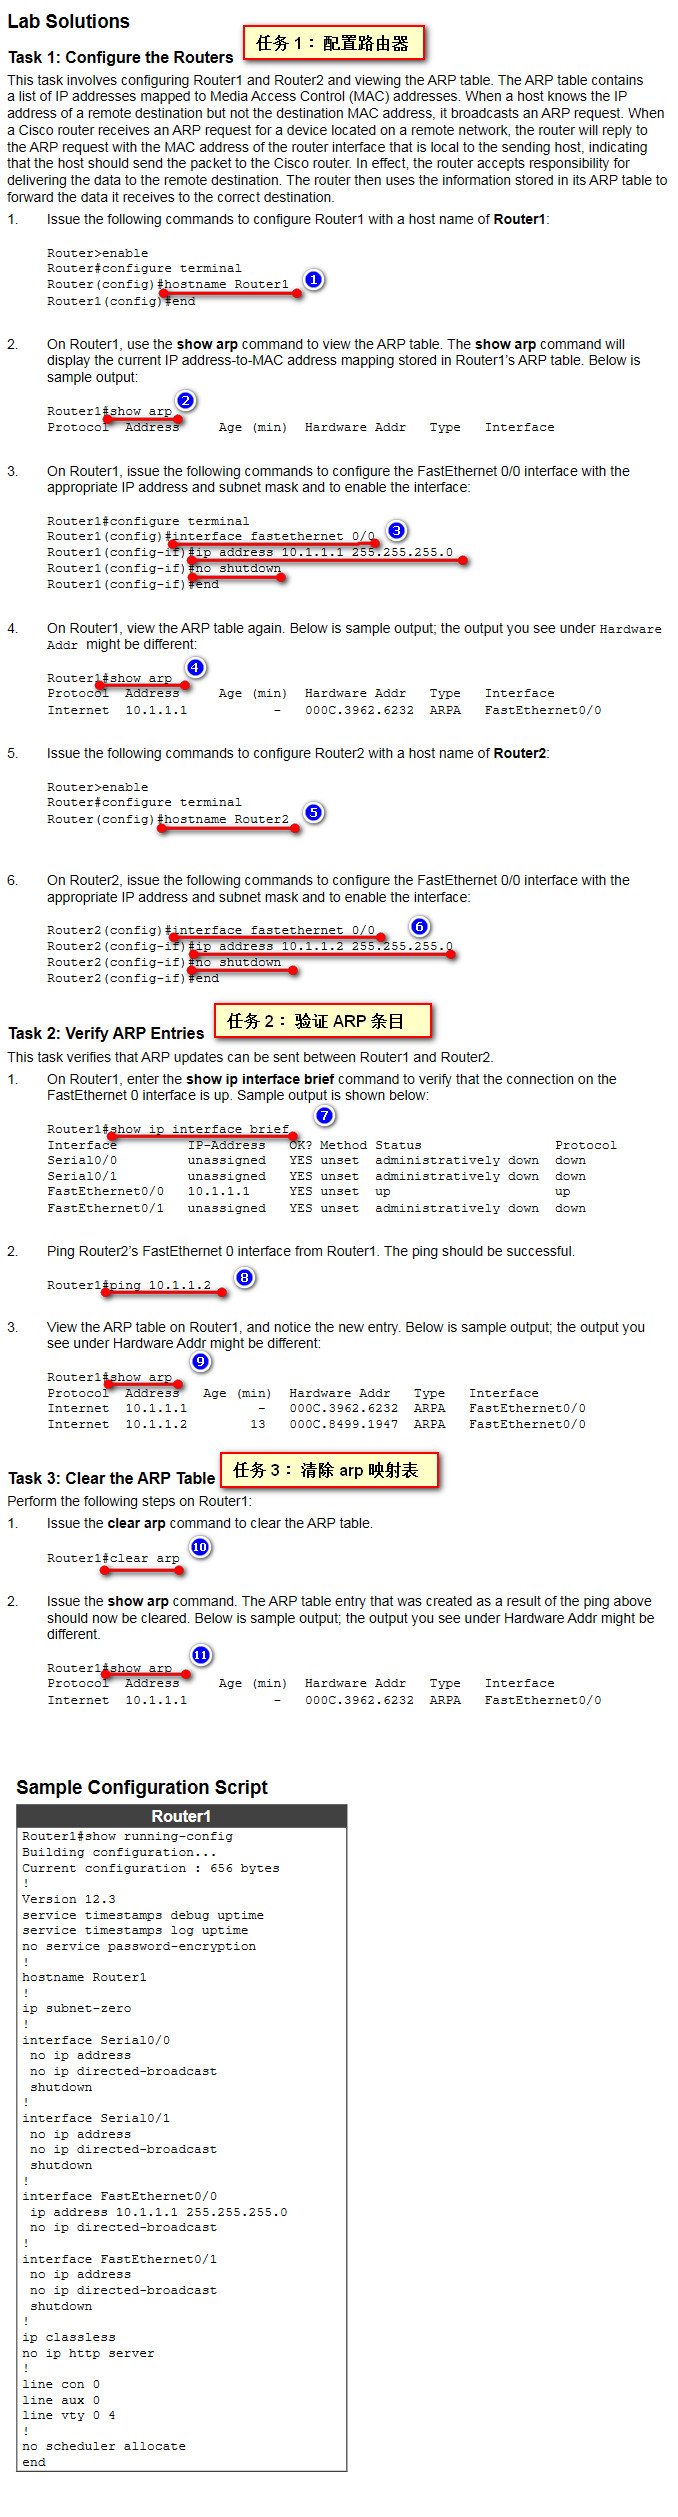 Lab Solutions
任务 1： 配置路由器
Task 1: Configure the Routers
This task involves configuring Router1 and Router2 and viewing the ARP table. The ARP table contains
a list of IP addresses mapped to Media Access Control (MAC) addresses. When a host knows the IP
address of a remote destination but not the destination MAC address, it broadcasts an ARP request. When
a Cisco router receives an ARP request for a device located on a remote network, the router will reply to
the ARP request with the MAC address of the router interface that is local to the sending host, indicating
that the host should send the packet to the Cisco router. In effect, the router accepts responsibility for
delivering the data to the remote destination. The router then uses the information stored in its ARP table to
forward the data it receives to the correct destination.
1. Issue the following commands to configure Router1 with a host name of Router1:
Router>enable
Router#configure terminal
Router(config)#hostname Router1 1
Router1(config)#end
2. On Router1, use the show arp command to view the ARP table. The show arp command will
display the current IP address-to-MAC address mapping stored in Router1's ARP table. Below is
sample output:
Router1#show arp 2
Protocol Address Age (min) Hardware Addr Type Interface
3. On Router1, issue the following commands to configure the FastEthernet 0/0 interface with the
appropriate IP address and subnet mask and to enable the interface:
Router1#configure terminal
Router1(config)#interface fastethernet 0/0 3
Router1(config-if)#ip address 10.1.1.1 255.255.255.0
Router1(config-if)#no shutdown
Router1(config-if)#end
4. On Router1, view the ARP table again. Below is sample output; the output you see under Hardware
Addr might be different:
Router1#show arp 4
Protocol Address Age (min) Hardware Addr Type Interface
Internet 10.1.1.1 - 000C.3962.6232 ARPA FastEthernet0/0
5. Issue the following commands to configure Router2 with a host name of Router2:
Router>enable
Router#configure terminal
Router(config)#hostname Router2 5
6. On Router2, issue the following commands to configure the FastEthernet 0/0 interface with the
appropriate IP address and subnet mask and to enable the interface:
Router2(config)#interface fastethernet 0/0 6
Router2(config-if)#ip address 10.1.1.2 255.255.255.0
Router2(config-if)#no shutdown
Router2(config-if)#end
任务 2： 验证 ARP 条目
Task 2: Verify ARP Entries
This task verifies that ARP updates can be sent between Router1 and Router2.
1. On Router1, enter the show ip interface brief command to verify that the connection on the
FastEthernet 0 interface is up. Sample output is shown below:
Router1#show ip interface brief 7
Interface IP-Address OK? Method Status Protocol
Serial0/0 unassigned YES unset administratively down down
Serial0/1 unassigned YES unset administratively down down
FastEthernet0/0 10.1.1.1 YES unset up up
FastEthernet0/1 unassigned YES unset administratively down down
2. Ping Router2's FastEthernet 0 interface from Router1. The ping should be successful.
Router1#ping 10.1.1.2 8
3. View the ARP table on Router1, and notice the new entry. Below is sample output; the output you
see under Hardware Addr might be different:
Router1#show arp 9
Protocol Address Age (min) Hardware Addr Type Interface
Internet 10.1.1.1 - 000C.3962.6232 ARPA FastEthernet0/0
Internet 10.1.1.2 13 000C.8499.1947 ARPA FastEthernet0/0
任务 3： 清除 arp 映射表
Task 3: Clear the ARP Table
Perform the following steps on Router1:
1. Issue the clear arp command to clear the ARP table.
Router1#clear arp 10
2. Issue the show arp command. The ARP table entry that was created as a result of the ping above
should now be cleared. Below is sample output; the output you see under Hardware Addr might be
different.
Router1#show arp 11
Protocol Address Age (min) Hardware Addr Type Interface
Internet 10.1.1.1 - 000C.3962.6232 ARPA FastEthernet0/0
Sample Configuration Script
Router1
Router1#show running-config
Building configuration...
Current configuration : 656 bytes
!
Version 12.3
service timestamps debug uptime
service timestamps log uptime
no service password-encryption
!
hostname Router1
!
ip subnet-zero
!
interface Serial0/0
no ip address
no ip directed-broadcast
shutdown
!
interface Serial0/1
no ip address
no ip directed-broadcast
shutdown
!
interface FastEthernet0/0
ip address 10.1.1.1 255.255.255.0
no ip directed-broadcast
!
interface FastEthernet0/1
no ip address
no ip directed-broadcast
shutdown
!
ip classless
no ip http server
!
line con 0
line aux 0
line vty 0 4
!
no scheduler allocate
end